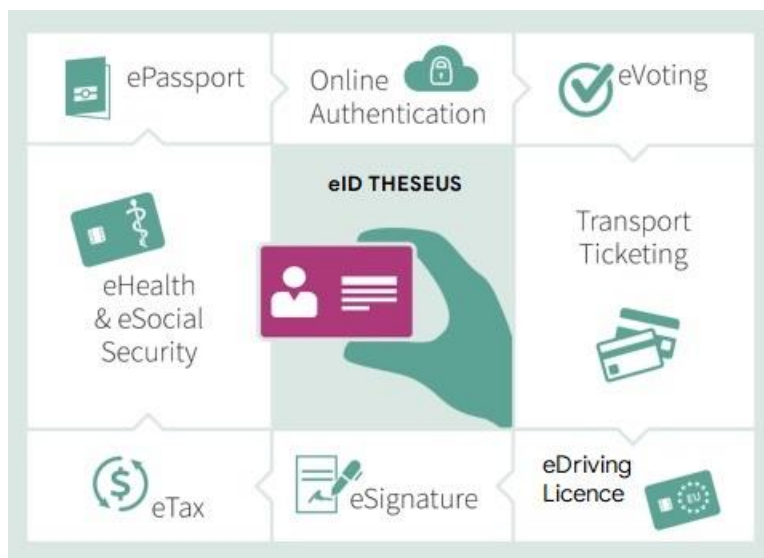 ePassport
Online
Authentication
eVoting
eID THESEUS
eHealth
& eSocial
Security
Transport
Ticketing
$
eTax
eSignature
eDriving
Licence
EU